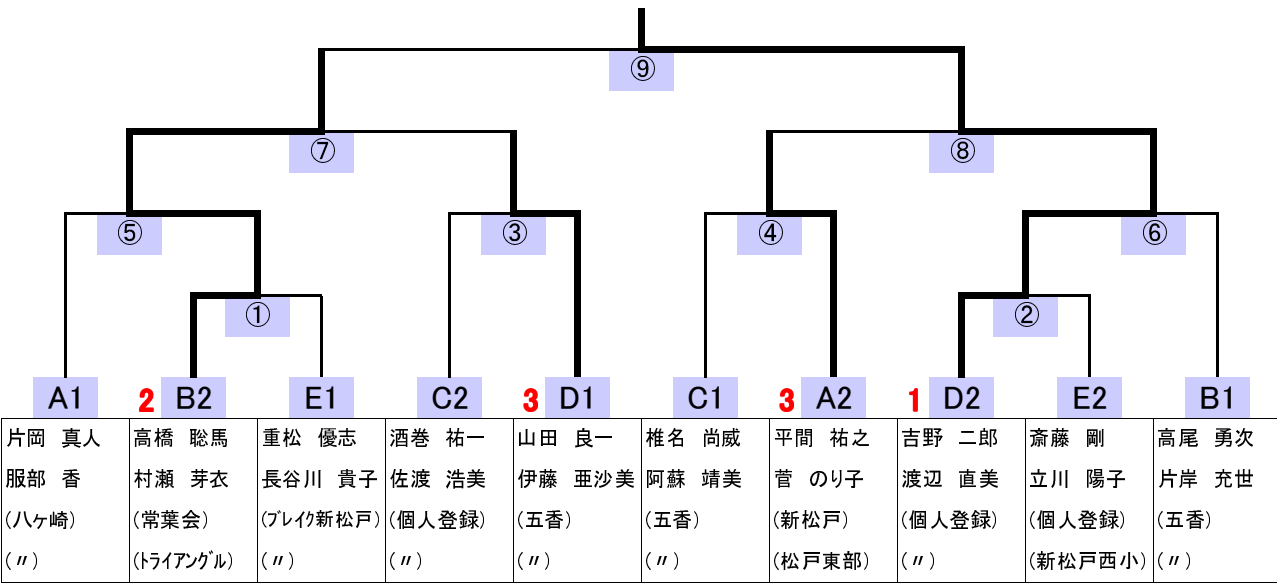 ⑨
⑦
⑧
⑤
③
④
⑥
①
②
A1
2 B2
E1
C2
3 D1
C1
3 A2
1 D2
E2
B1
片岡 真人
服部 香
(八ヶ崎)
(〃)
高橋 聡馬
村瀬 芽衣
(常葉会)
(ﾄﾗｲｱﾝｸﾞﾙ)
重松 優志
長谷川 貴子
(ﾌﾞﾚｲｸ新松戸)
(〃)
酒巻 祐一
佐渡 浩美
(個人登録)
(〃)
山田 良一
伊藤 亜沙美
(五香)
(〃)
椎名 尚威
阿蘇 靖美
(五香)
(〃)
平間 祐之
菅 のり子
(新松戸)
(松戸東部)
吉野 二郎
渡辺 直美
(個人登録)
(〃)
斎藤 剛
立川 陽子
(個人登録)
(新松戸西小)
高尾 勇次
片岸 充世
(五香)
(〃)